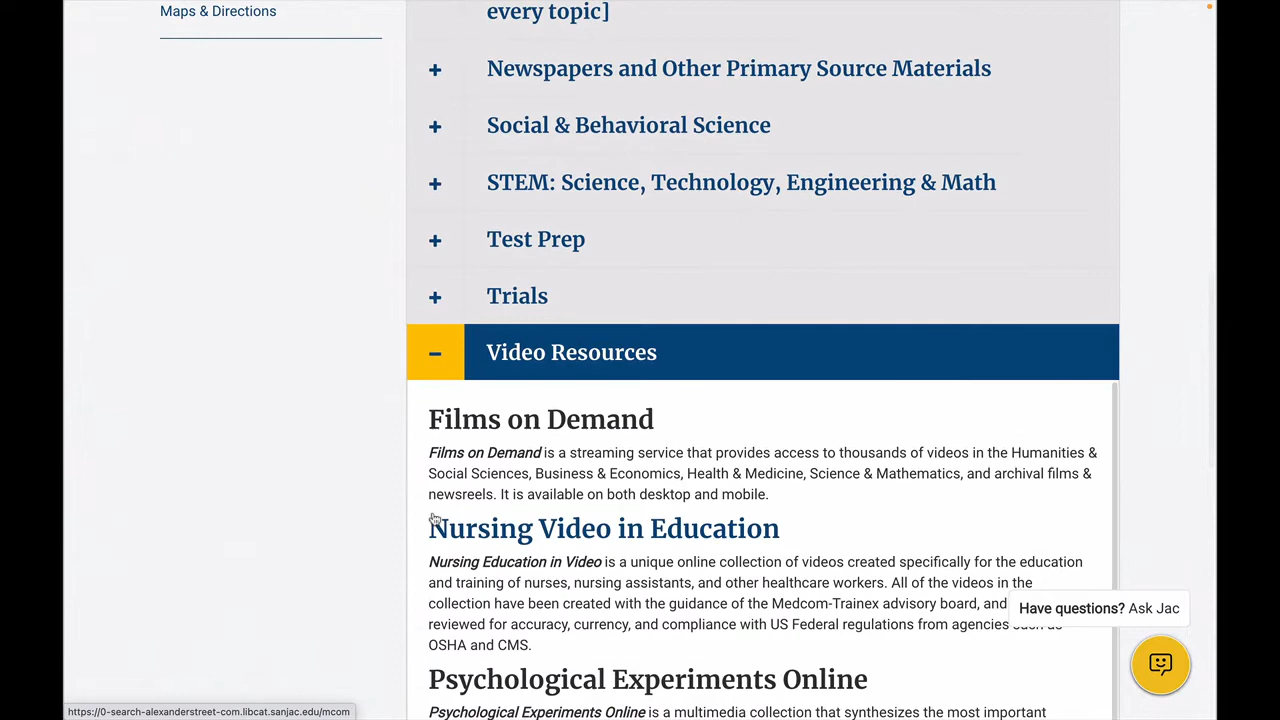 Maps & Directions
every topic]
+ Newspapers and Other Primary Source Materials
+ Social & Behavioral Science
+ STEM: Science, Technology, Engineering & Math
+ Test Prep
+ Trials
− Video Resources
Films on Demand
Films on Demand is a streaming service that provides access to thousands of videos in the Humanities &
Social Sciences, Business & Economics, Health & Medicine, Science & Mathematics, and archival films &
newsreels. It is available on both desktop and mobile.
Nursing Video in Education
Nursing Education in Video is a unique online collection of videos created specifically for the education
and training of nurses, nursing assistants, and other healthcare workers. All of the videos in the
collection have been created with the guidance of the Medcom-Trainex advisory board, and
reviewed for accuracy, currency, and compliance with US Federal regulations from agencies
OSHA and CMS.
Have questions? Ask Jac
Psychological Experiments Online
Psychological Experiments Online is a multimedia collection that synthesizes the most important
https://0-search-alexanderstreet-com.libcat.sanjac.edu/mcom